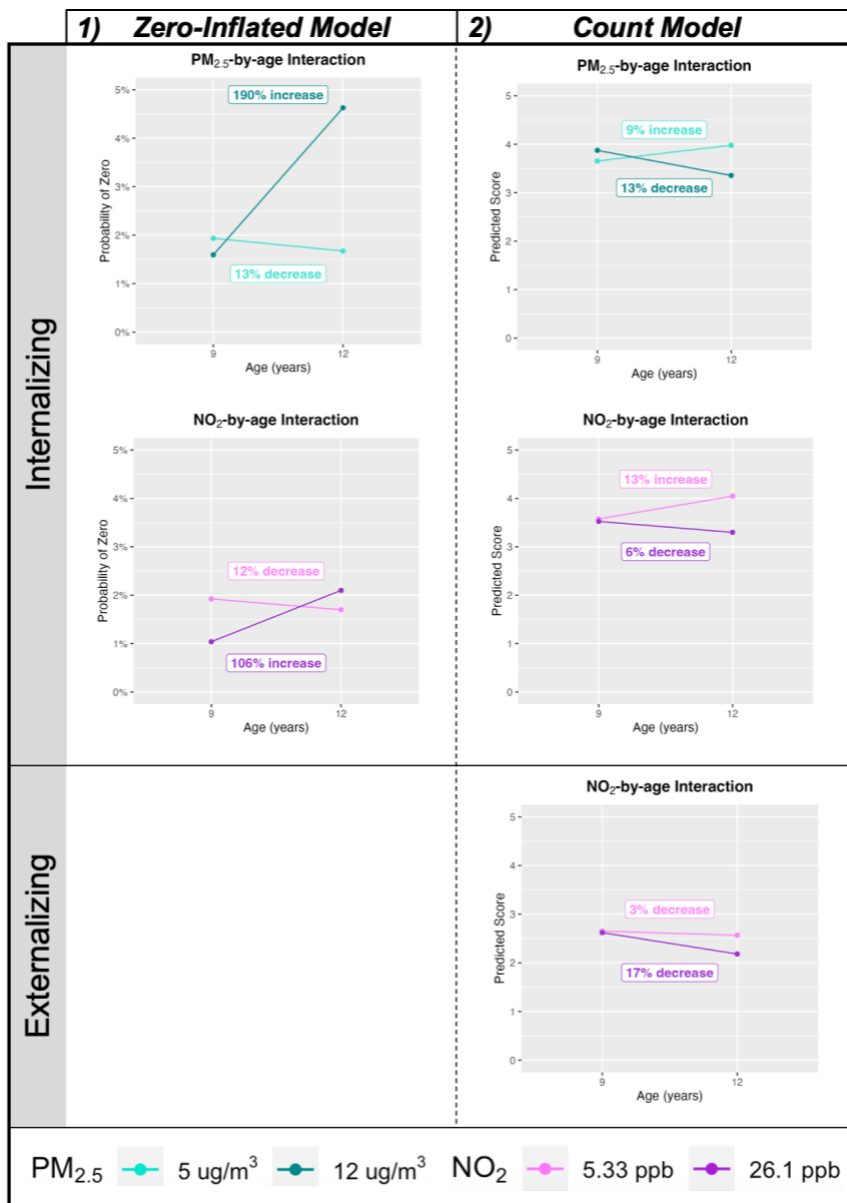 1) Zero-Inflated Model
2) Count Model
Internalizing
PM₂.₅-by-age Interaction
Probability of Zero
5%
4%
3%
2%
1%
0%
190% increase
13% decrease
9
12
Age (years)
PM₂.₅-by-age Interaction
Predicted Score
5
4
3
2
1
0
9% increase
13% decrease
9
12
Age (years)
NO₂-by-age Interaction
Probability of Zero
5%
4%
3%
2%
1%
0%
12% decrease
106% increase
9
12
Age (years)
NO₂-by-age Interaction
Predicted Score
5
4
3
2
1
0
13% increase
6% decrease
9
12
Age (years)
Externalizing
NO₂-by-age Interaction
Predicted Score
5
4
3
2
1
0
3% decrease
17% decrease
9
12
Age (years)
PM₂.₅ 5 ug/m³ 12 ug/m³ NO₂ 5.33 ppb 26.1 ppb